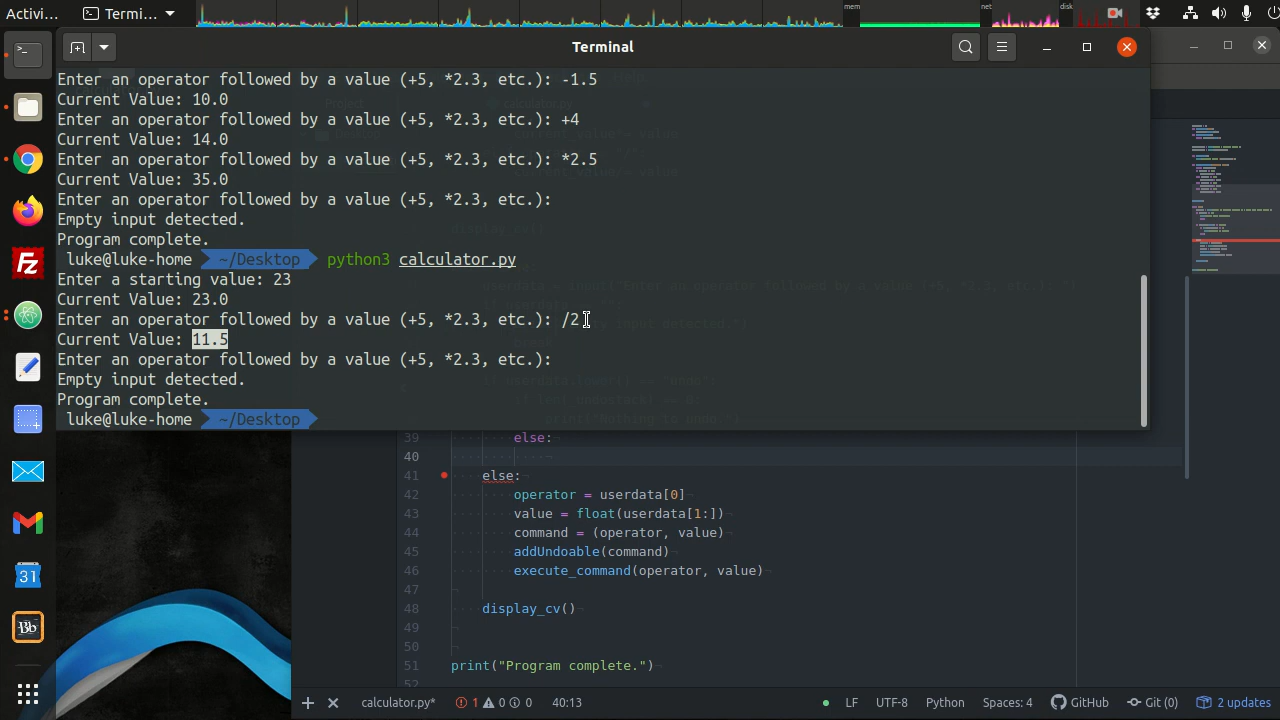 Activi... Termi...
mem net disk
Terminal
Enter an operator followed by a value (+5, *2.3, etc.): -1.5
Current Value: 10.0
Enter an operator followed by a value (+5, *2.3, etc.): +4
Current Value: 14.0
Enter an operator followed by a value (+5, *2.3, etc.): *2.5
Current Value: 35.0
Enter an operator followed by a value (+5, *2.3, etc.):
Empty input detected.
Program complete.
luke@luke-home ~/Desktop python3 calculator.py
Enter a starting value: 23
Current Value: 23.0
Enter an operator followed by a value (+5, *2.3, etc.): /2
Current Value: 11.5
Enter an operator followed by a value (+5, *2.3, etc.):
Empty input detected.
Program complete.
luke@luke-home ~/Desktop
39 else:
40
41 else:
42 operator = userdata[0]
43 value = float(userdata[1:])
44 command = (operator, value)
45 addUndoable(command)
46 execute_command(operator, value)
47
48 display_cv()
49
50
51 print("Program complete.")
52
Fz
31
Bb
calculator.py* 1 0 0 40:13 LF UTF-8 Python Spaces: 4 GitHub Git (0) 2 updates